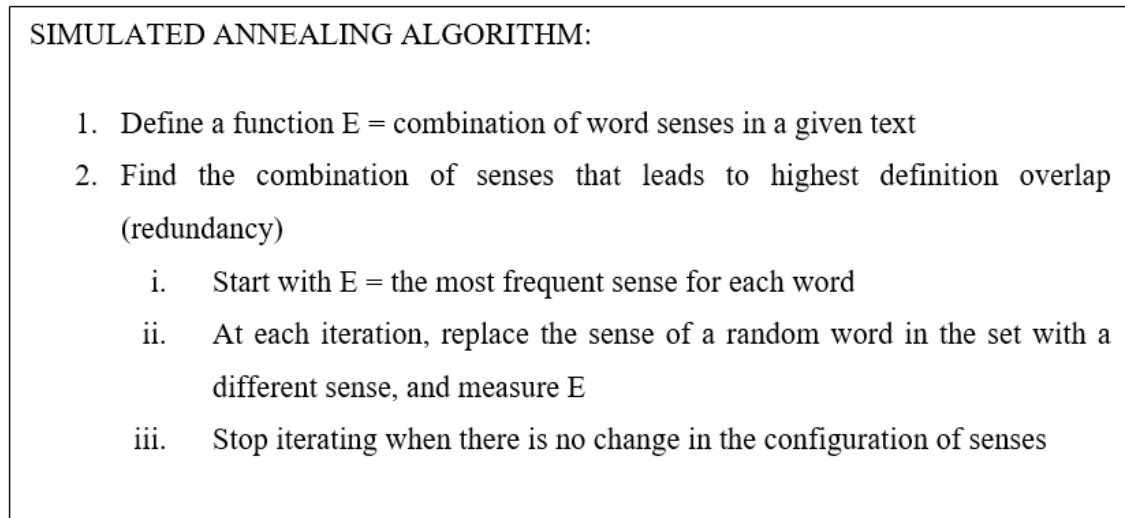 SIMULATED ANNEALING ALGORITHM:
1. Define a function E = combination of word senses in a given text
2. Find the combination of senses that leads to highest definition overlap
(redundancy)
i. Start with E = the most frequent sense for each word
ii. At each iteration, replace the sense of a random word in the set with a
different sense, and measure E
iii. Stop iterating when there is no change in the configuration of senses